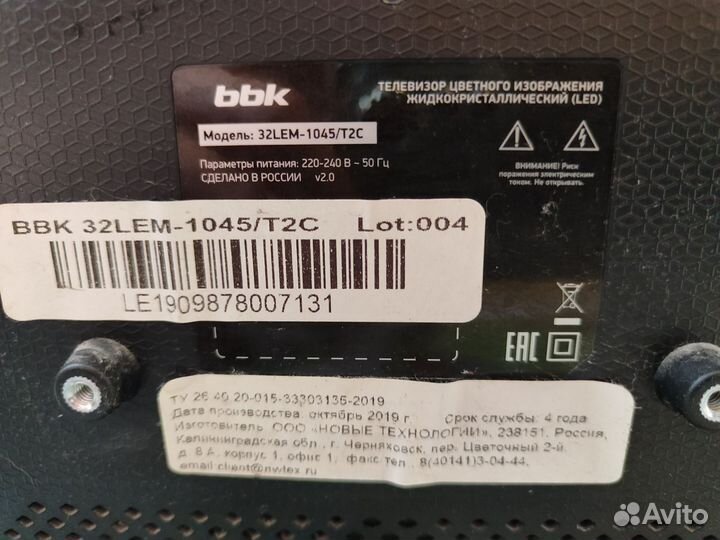 bbk
ТЕЛЕВИЗОР ЦВЕТНОГО ИЗОБРАЖЕНИЯ
ЖИДКОКРИСТАЛЛИЧЕСКИЙ (LED)
Модель: 32LEM-1045/T2C
Параметры питания: 220-240 В ~ 50 Гц
СДЕЛАНО В РОССИИ v2.0
ВНИМАНИЕ! Риск
поражения электрическим
током. Не открывать.
BBK 32LEM-1045/T2C Lot:004
LE1909878007131
EAC
ТУ 26.40.20-015-33303136-2019
Дата производства: октябрь 2019 г. Срок службы: 4 года
Изготовитель: ООО «НОВЫЕ ТЕХНОЛОГИИ», 238151, Россия,
Калининградская обл., г. Черняховск, пер. Цветочный 2-й,
д. 8 А, корпус 1, офис 1, факс тел.: 8(40141)3-04-44,
email:client@nwtex.ru
Avito